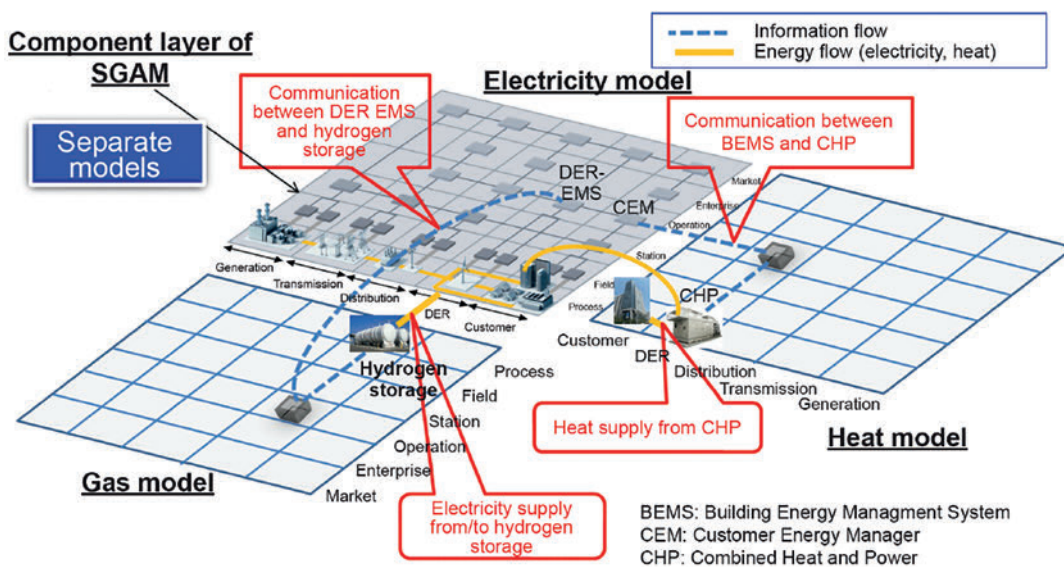 Component layer of
SGAM
Separate
models
Information flow
Energy flow (electricity, heat)
Electricity model
Communication
between DER EMS
and hydrogen
storage
Communication between
BEMS and CHP
DER-
EMS
CEM
Market
Enterprise
Operation
Station
Field
Process
Generation
Transmission
Distribution
DER
Customer
Hydrogen
storage
CHP
Customer
DER
Distribution
Transmission
Generation
Process
Field
Station
Operation
Enterprise
Market
Heat supply from CHP
Heat model
Gas model
Electricity supply
from/to hydrogen
storage
BEMS: Building Energy Managment System
CEM: Customer Energy Manager
CHP: Combined Heat and Power